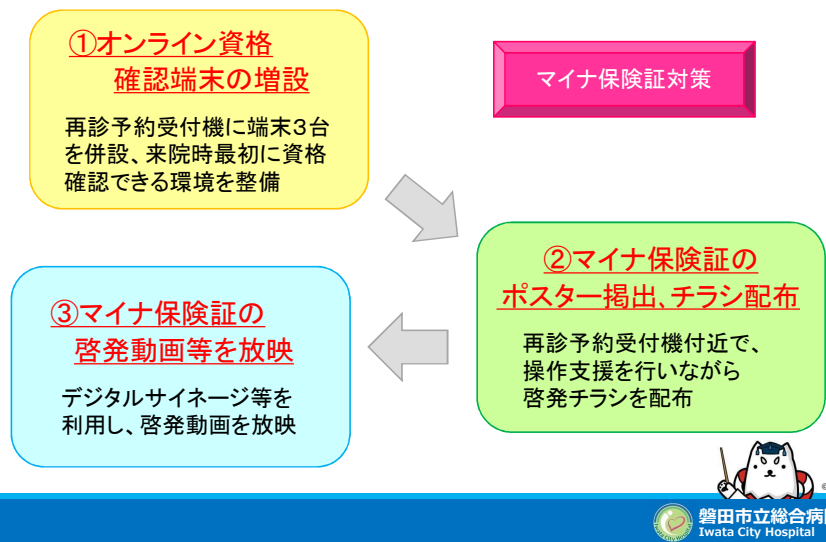 ①オンライン資格
確認端末の増設
再診予約受付機に端末3台
を併設、来院時最初に資格
確認できる環境を整備
マイナ保険証対策
②マイナ保険証の
ポスター掲出、チラシ配布
再診予約受付機付近で、
操作支援を行いながら
啓発チラシを配布
③マイナ保険証の
啓発動画等を放映
デジタルサイネージ等を
利用し、啓発動画を放映
©
磐田市立総合病
Iwata City Hospital